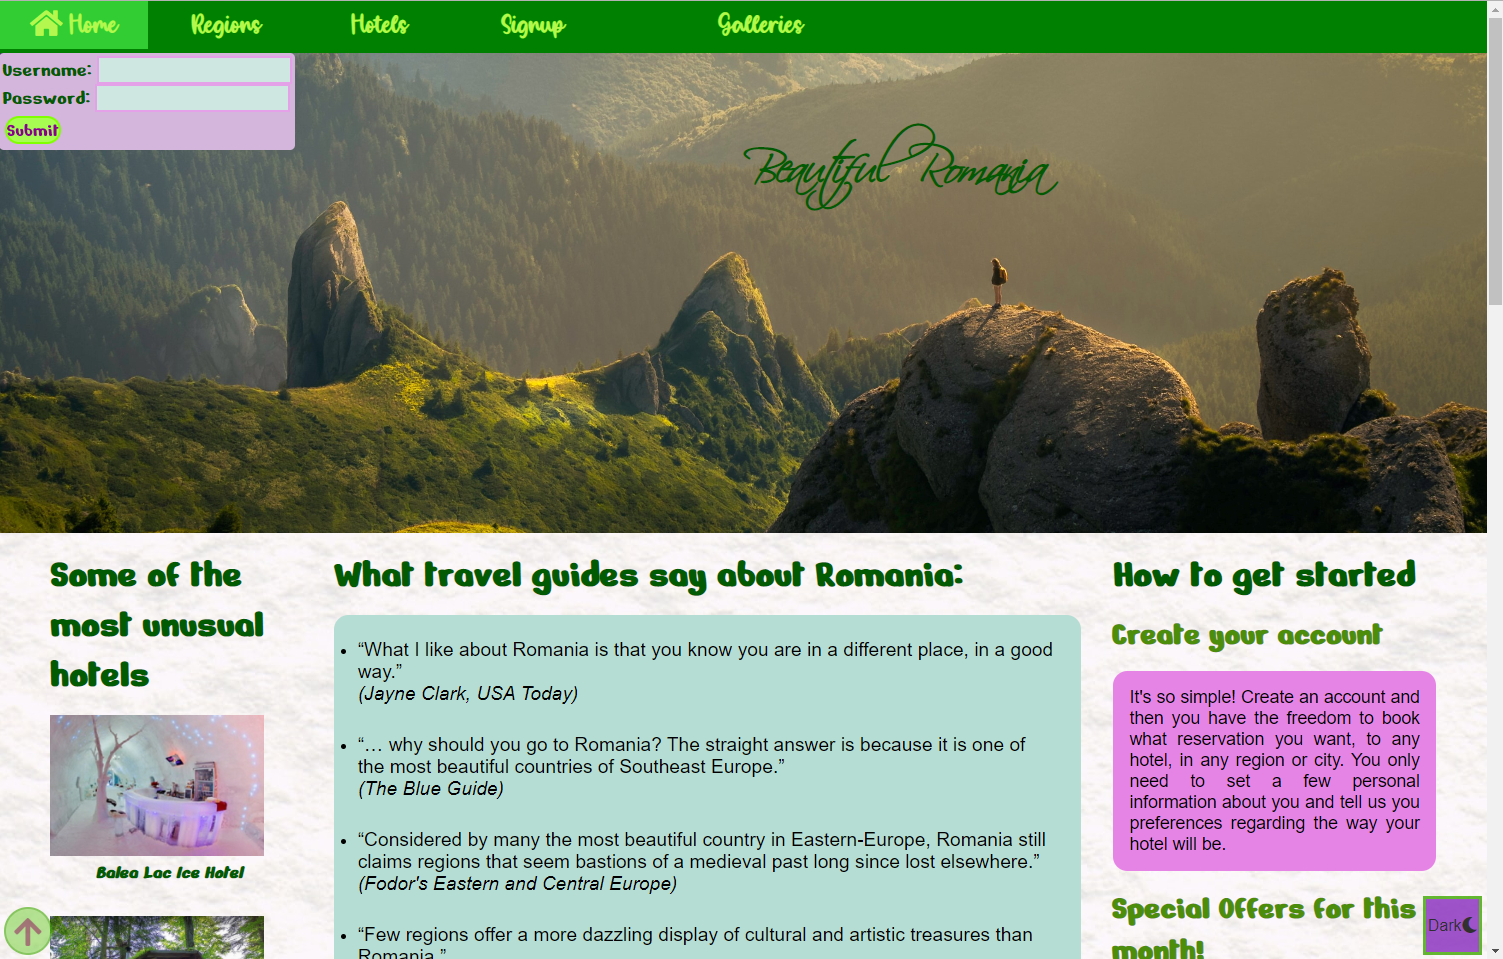 Home Regions Hotels Signup Galleries
Username:
Password:
Submit
Beautiful Romania
Some of the
most unusual
hotels
Balea Lac Ice Hotel
What travel guides say about Romania:
“What I like about Romania is that you know you are in a different place, in a good
way.”
(Jayne Clark, USA Today)
“… why should you go to Romania? The straight answer is because it is one of
the most beautiful countries of Southeast Europe.”
(The Blue Guide)
“Considered by many the most beautiful country in Eastern-Europe, Romania still
claims regions that seem bastions of a medieval past long since lost elsewhere.”
(Fodor's Eastern and Central Europe)
“Few regions offer a more dazzling display of cultural and artistic treasures than
Romania.”
How to get started
Create your account
It's so simple! Create an account and
then you have the freedom to book
what reservation you want, to any
hotel, in any region or city. You only
need to set a few personal
information about you and tell us you
preferences regarding the way your
hotel will be.
Special Offers for this
month!
Dark